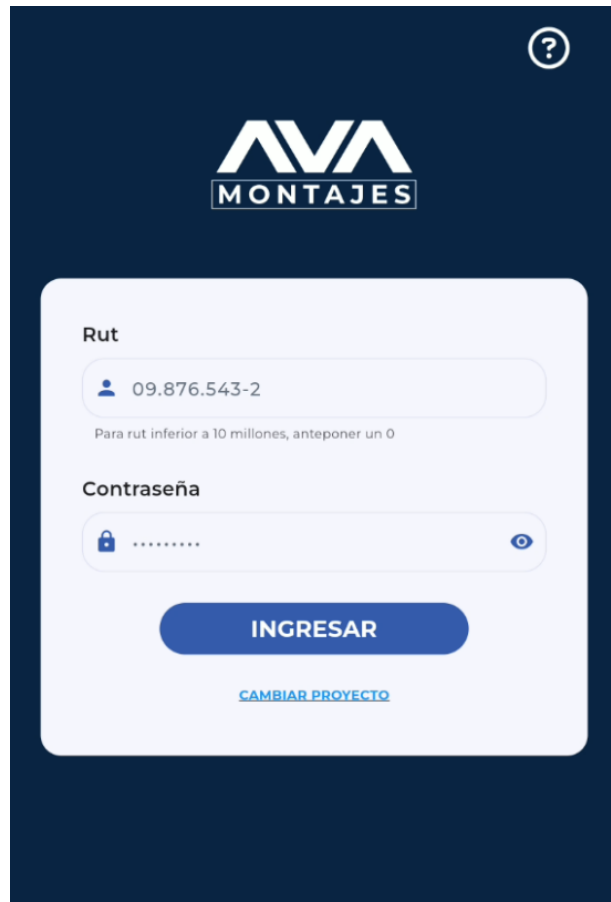 ?
AVA
MONTAJES
Rut
09.876.543-2
Para rut inferior a 10 millones, anteponer un 0
Contraseña
.........
INGRESAR
CAMBIAR PROYECTO